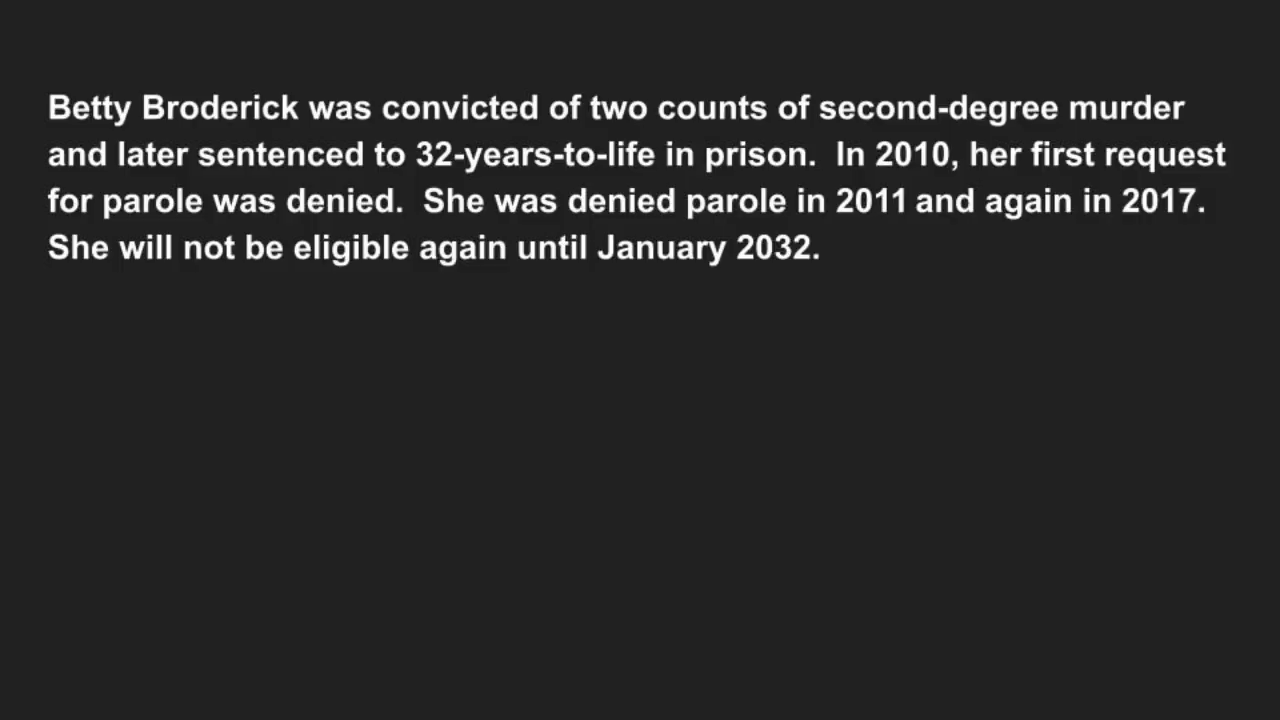 Betty Broderick was convicted of two counts of second-degree murder
and later sentenced to 32-years-to-life in prison.  In 2010, her first request
for parole was denied.  She was denied parole in 2011 and again in 2017.
She will not be eligible again until January 2032.